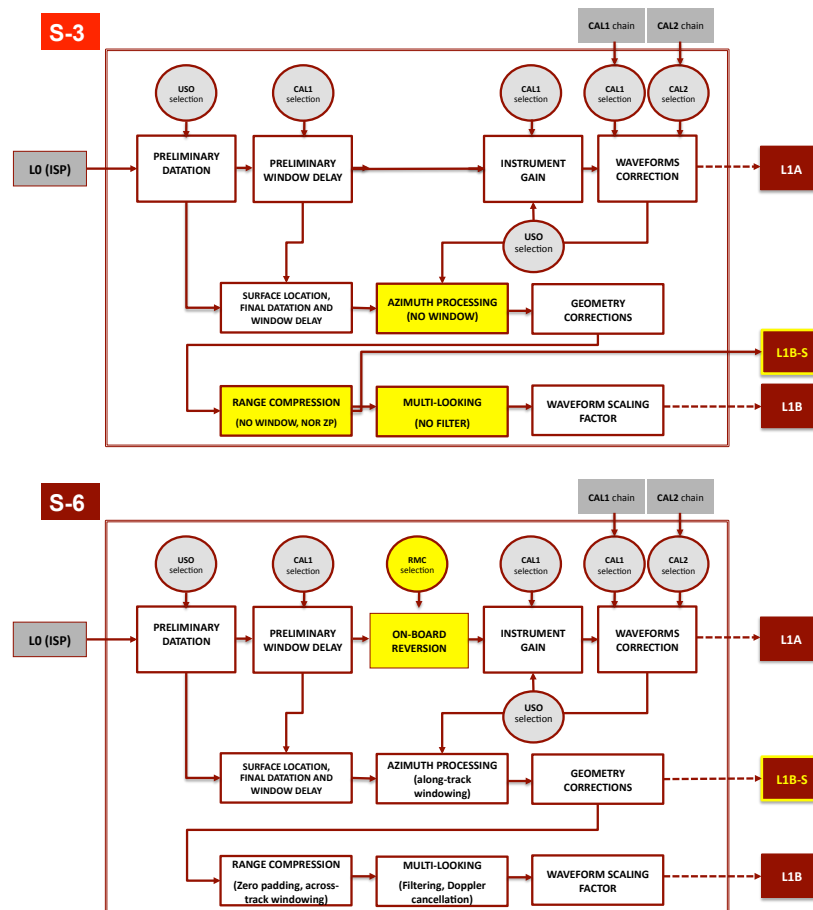 S-3
CAL1 chain
CAL2 chain
USO
selection
CAL1
selection
CAL1
selection
CAL1
selection
CAL2
selection
L0 (ISP)
PRELIMINARY
DATATION
PRELIMINARY
WINDOW DELAY
INSTRUMENT
GAIN
WAVEFORMS
CORRECTION
L1A
USO
selection
SURFACE LOCATION,
FINAL DATATION AND
WINDOW DELAY
AZIMUTH PROCESSING
(NO WINDOW)
GEOMETRY
CORRECTIONS
L1B-S
RANGE COMPRESSION
(NO WINDOW, NOR ZP)
MULTI-LOOKING
(NO FILTER)
WAVEFORM SCALING
FACTOR
L1B
S-6
CAL1 chain
CAL2 chain
USO
selection
CAL1
selection
RMC
selection
CAL1
selection
CAL1
selection
CAL2
selection
L0 (ISP)
PRELIMINARY
DATATION
PRELIMINARY
WINDOW DELAY
ON-BOARD
REVERSION
INSTRUMENT
GAIN
WAVEFORMS
CORRECTION
L1A
USO
selection
SURFACE LOCATION,
FINAL DATATION AND
WINDOW DELAY
AZIMUTH PROCESSING
(along-track
windowing)
GEOMETRY
CORRECTIONS
L1B-S
RANGE COMPRESSION
(Zero padding, across-
track windowing)
MULTI-LOOKING
(Filtering, Doppler
cancellation)
WAVEFORM SCALING
FACTOR
L1B